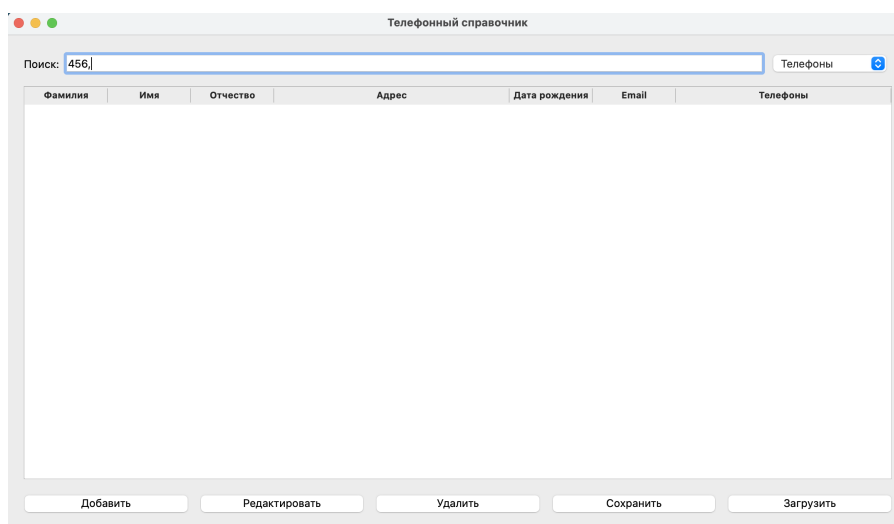 Телефонный справочник
Поиск: 456, Телефоны
Фамилия Имя Отчество Адрес Дата рождения Email Телефоны
Добавить Редактировать Удалить Сохранить Загрузить